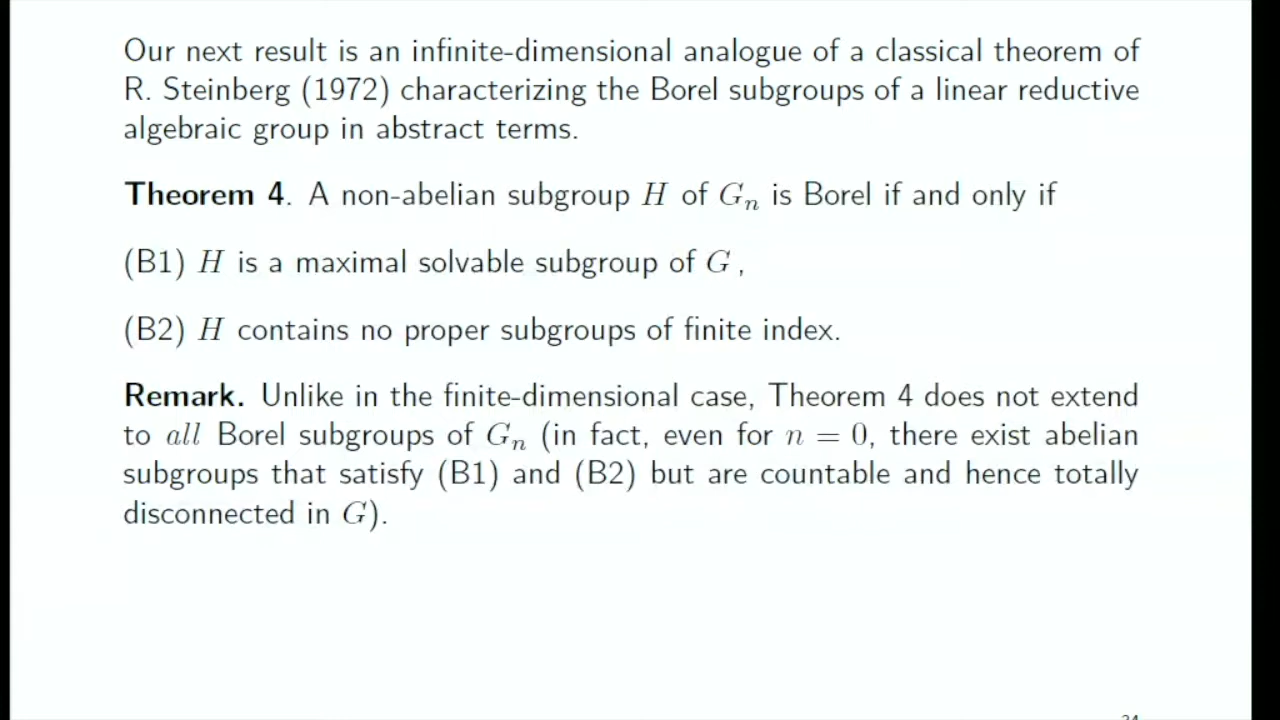 Our next result is an infinite-dimensional analogue of a classical theorem of
R. Steinberg (1972) characterizing the Borel subgroups of a linear reductive
algebraic group in abstract terms.
Theorem 4. A non-abelian subgroup H of Gₙ is Borel if and only if
(B1) H is a maximal solvable subgroup of G ,
(B2) H contains no proper subgroups of finite index.
Remark. Unlike in the finite-dimensional case, Theorem 4 does not extend
to all Borel subgroups of Gₙ (in fact, even for n = 0, there exist abelian
subgroups that satisfy (B1) and (B2) but are countable and hence totally
disconnected in G).